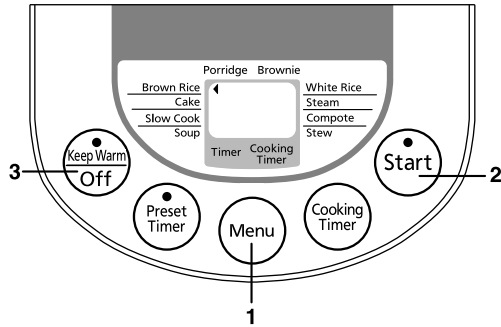 Porridge Brownie
Brown Rice White Rice
Cake Steam
Slow Cook Compote
Soup Stew
Timer Cooking
Timer
Keep Warm
Off
Start
3
2
Preset
Timer
Menu
Cooking
Timer
1